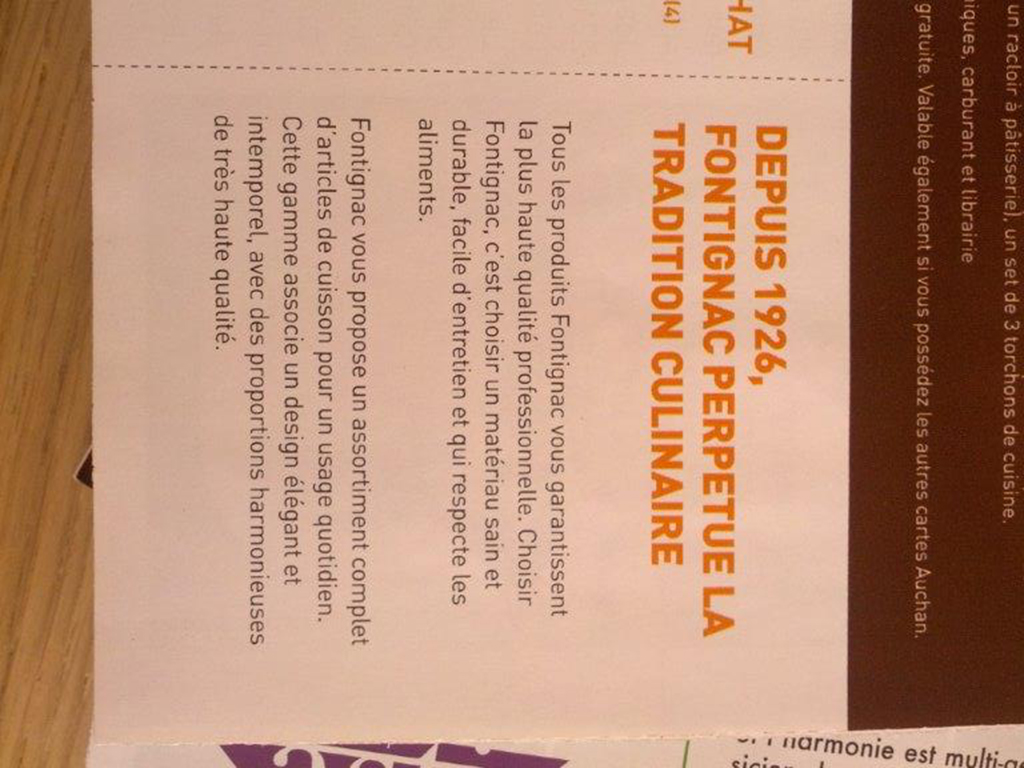 un racloir à pâtisserie), un set de 3 torchons de cuisine.
iques, carburant et librairie
gratuite. Valable également si vous possédez les autres cartes Auchan.
HAT
(4)
DEPUIS 1926,
FONTIGNAC PERPETUE LA
TRADITION CULINAIRE
Tous les produits Fontignac vous garantissent
la plus haute qualité professionnelle. Choisir
Fontignac, c'est choisir un matériau sain et
durable, facile d'entretien et qui respecte les
aliments.
Fontignac vous propose un assortiment complet
d'articles de cuisson pour un usage quotidien.
Cette gamme associe un design élégant et
intemporel, avec des proportions harmonieuses
de très haute qualité.
harmonie est multi-